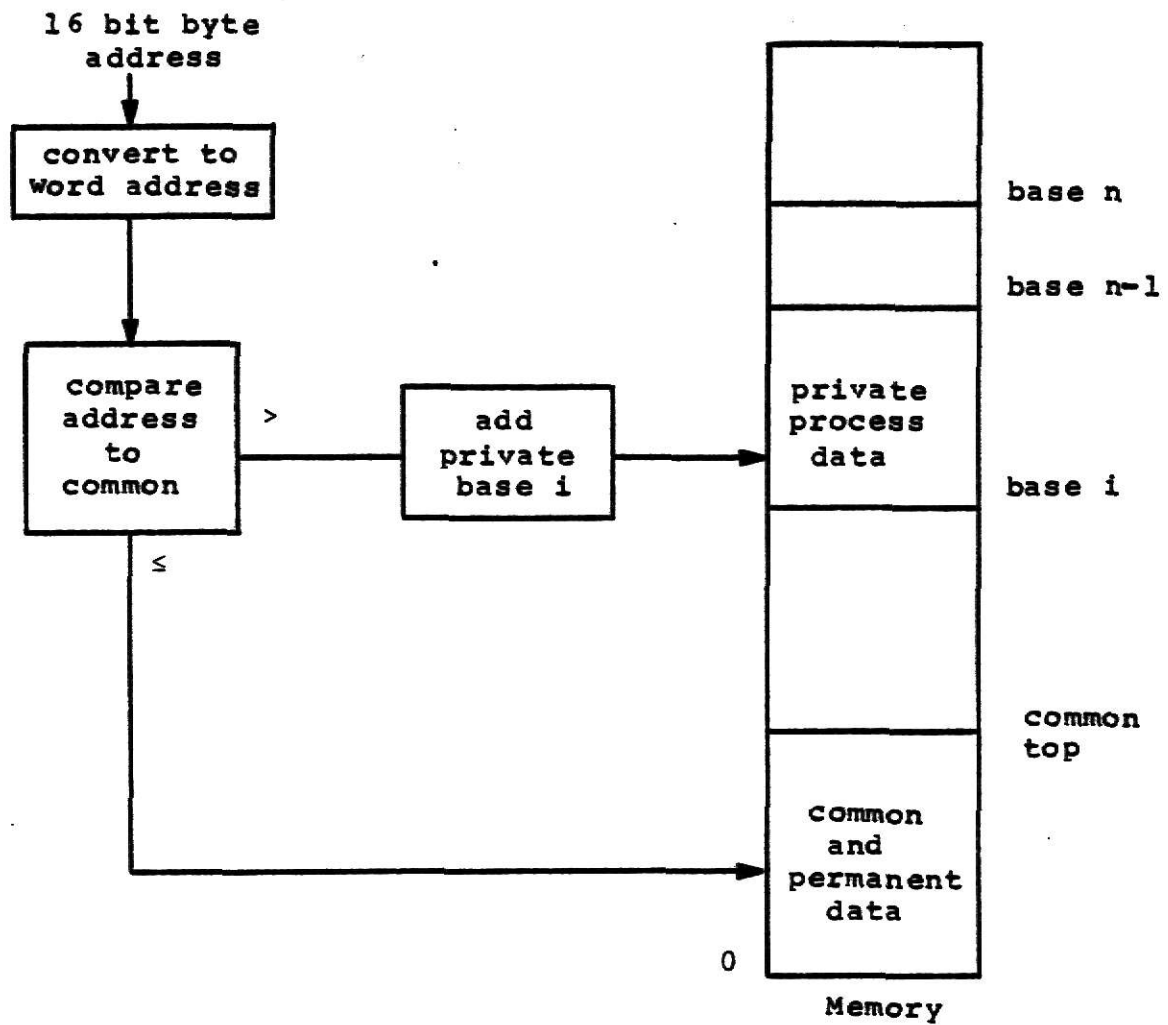 16 bit byte
address
convert to
word address
compare
address
to
common
>
≤
add
private
base i
private
process
data
common
and
permanent
data
base n
base n-1
base i
common
top
0
Memory